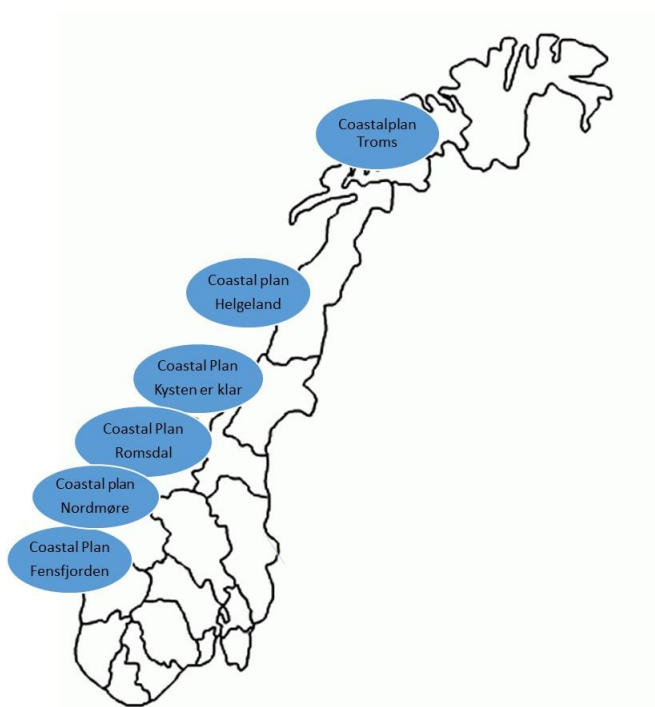 Coastalplan
Troms
Coastal plan
Helgeland
Coastal Plan
Kysten er klar
Coastal Plan
Romsdal
Coastal plan
Nordmøre
Coastal Plan
Fensfjorden